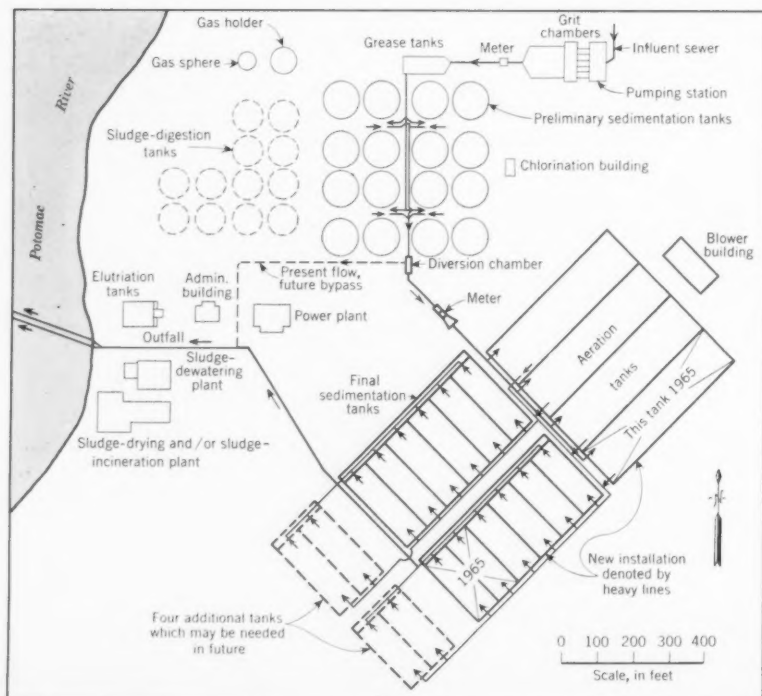 Gas holder
Gas sphere
Grit
chambers
Grease tanks
Meter
Influent sewer
Pumping station
River
Preliminary sedimentation tanks
Sludge-digestion
tanks
Chlorination building
Potomac
Blower
building
Elutriation
tanks
Admin.
building
Present flow,
future bypass
Diversion chamber
Power plant
Meter
Outfall
Aeration
tanks
Sludge-
dewatering
plant
Final
sedimentation
tanks
This tank 1965
Sludge-drying and/or sludge-
incineration plant
N
1965
New installation
denoted by
heavy lines
Four additional tanks
which may be needed
in future
0 100 200 300 400
Scale, in feet